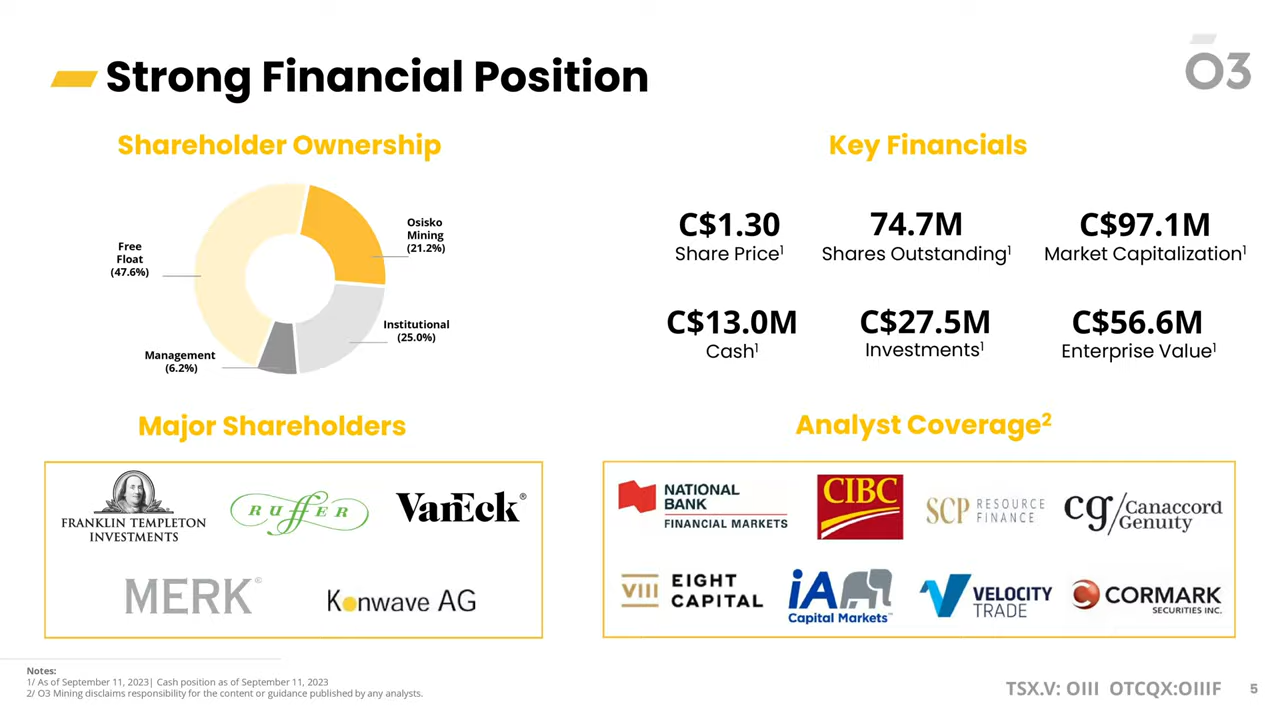 Strong Financial Position
Ō3
Shareholder Ownership
Osisko
Mining
(21.2%)
Free
Float
(47.6%)
Institutional
(25.0%)
Management
(6.2%)
Key Financials
C$1.30
Share Price¹
74.7M
Shares Outstanding¹
C$97.1M
Market Capitalization¹
C$13.0M
Cash¹
C$27.5M
Investments¹
C$56.6M
Enterprise Value¹
Major Shareholders
FRANKLIN TEMPLETON
INVESTMENTS
RUFFER
VanEck®
MERK®
Konwave AG
Analyst Coverage²
NATIONAL
BANK
FINANCIAL MARKETS
CIBC
SCP RESOURCE
FINANCE
cg/Canaccord
Genuity
VIII EIGHT
CAPITAL
iA
Capital Markets™
VELOCITY
TRADE
CORMARK
SECURITIES INC.
Notes:
1/ As of September 11, 2023| Cash position as of September 11, 2023
2/ O3 Mining disclaims responsibility for the content or guidance published by any analysts.
TSX.V: OIII OTCQX:OIIIF 5